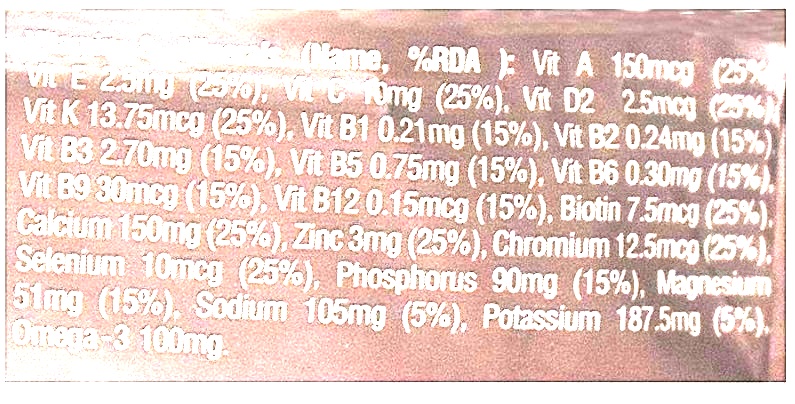 (Name, %RDA ): Vit A 150mcg (25%
Vit E 2.5mg (25%), Vit C 10mg (25%), Vit D2 2.5mcg (25%),
Vit K 13.75mcg (25%), Vit B1 0.21mg (15%), Vit B2 0.24mg (15%)
Vit B3 2.70mg (15%), Vit B5 0.75mg (15%), Vit B6 0.30mg (15%),
Vit B9 30mcg (15%), Vit B12 0.15mcg (15%), Biotin 7.5mcg (25%),
Calcium 150mg (25%), Zinc 3mg (25%), Chromium 12.5mcg (25%),
Selenium 10mcg (25%), Phosphorus 90mg (15%), Magnesium
51mg (15%), Sodium 105mg (5%), Potassium 187.5mg (5%),
Omega-3 100mg.